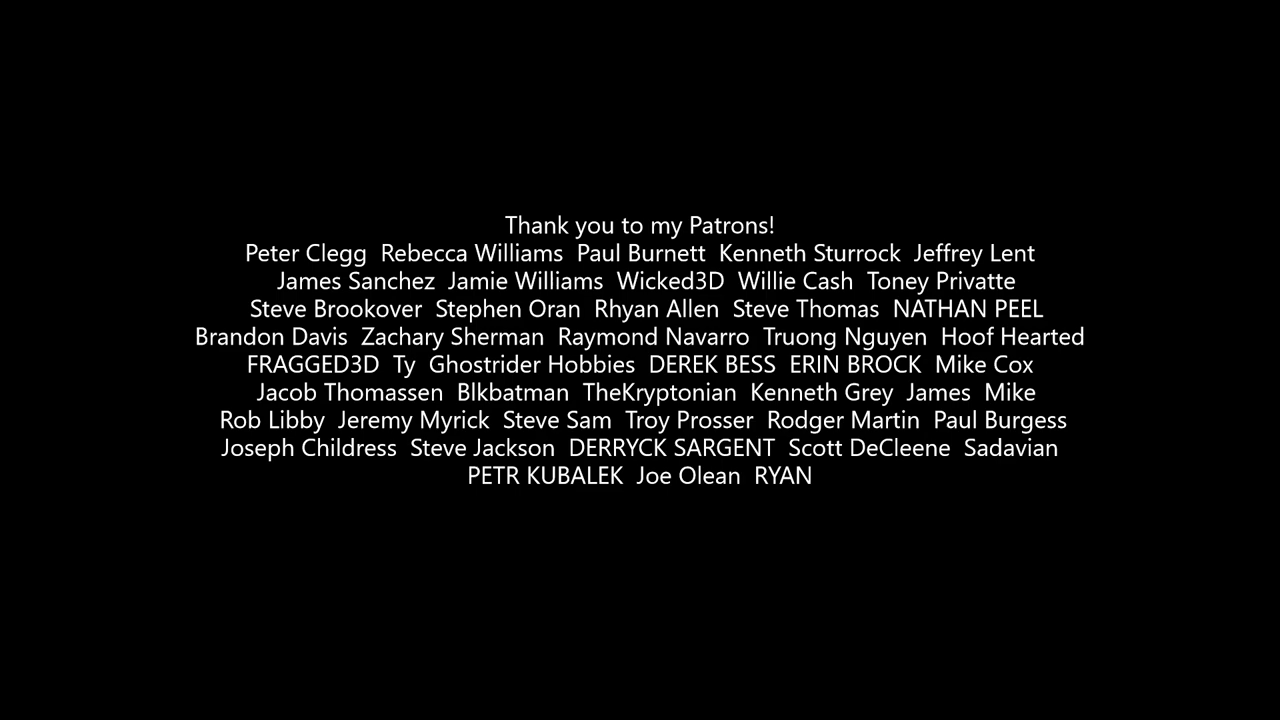 Thank you to my Patrons!
Peter Clegg  Rebecca Williams  Paul Burnett  Kenneth Sturrock  Jeffrey Lent
James Sanchez  Jamie Williams  Wicked3D  Willie Cash  Toney Privatte
Steve Brookover  Stephen Oran  Rhyan Allen  Steve Thomas  NATHAN PEEL
Brandon Davis  Zachary Sherman  Raymond Navarro  Truong Nguyen  Hoof Hearted
FRAGGED3D  Ty  Ghostrider Hobbies  DEREK BESS  ERIN BROCK  Mike Cox
Jacob Thomassen  Blkbatman  TheKryptonian  Kenneth Grey  James  Mike
Rob Libby  Jeremy Myrick  Steve Sam  Troy Prosser  Rodger Martin  Paul Burgess
Joseph Childress  Steve Jackson  DERRYCK SARGENT  Scott DeCleene  Sadavian
PETR KUBALEK  Joe Olean  RYAN